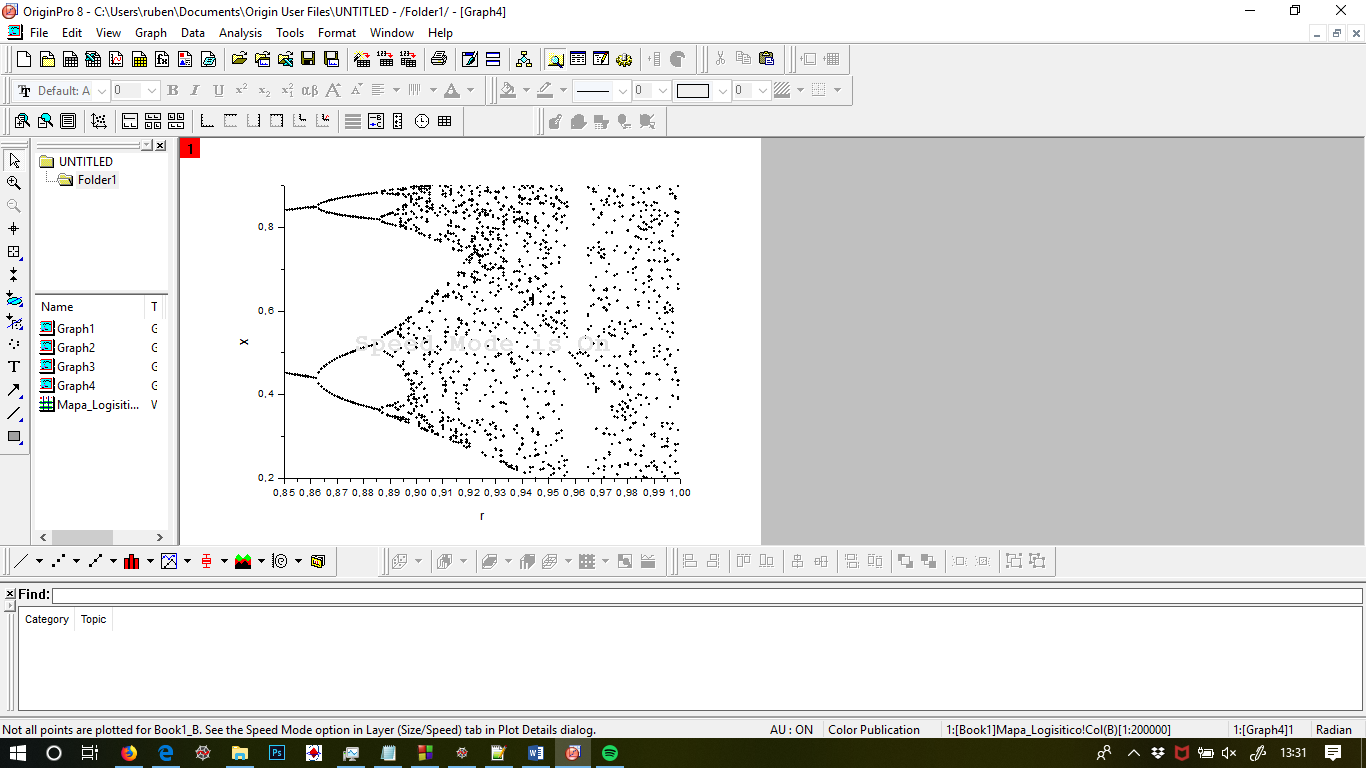 OriginPro 8 - C:\Users\ruben\Documents\Origin User Files\UNTITLED - /Folder1/ - [Graph4]
File Edit View Graph Data Analysis Tools Format Window Help
Default: A 0 B I U x² x₂ αβ A A A 0 0
UNTITLED
Folder1
Name T
Graph1 G
Graph2 G
Graph3 G
Graph4 G
Mapa_Logisiti... W
1
0,8
0,6
x
Speed Mode is On
0,4
0,2
0,85 0,86 0,87 0,88 0,89 0,90 0,91 0,92 0,93 0,94 0,95 0,96 0,97 0,98 0,99 1,00
r
Find:
Category Topic
Not all points are plotted for Book1_B. See the Speed Mode option in Layer (Size/Speed) tab in Plot Details dialog. AU : ON Color Publication 1:[Book1]Mapa_Logisitico!Col(B)[1:200000] 1:[Graph4]1 Radian
13:31